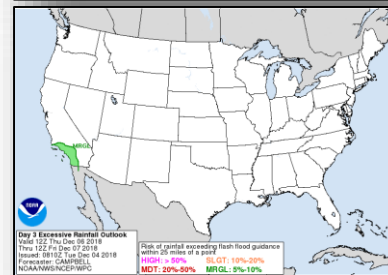 MRGL
noaa
Day 3 Excessive Rainfall Outlook
Valid 12Z Thu Dec 06 2018
Thru 12Z Fri Dec 07 2018
Issued: 0810Z Tue Dec 04 2018
Forecaster: CAMPBELL
NOAA/NWS/NCEP/WPC
Risk of rainfall exceeding flash flood guidance
within 25 miles of a point
HIGH: > 50% SLGT: 10%-20%
MDT: 20%-50% MRGL: 5%-10%